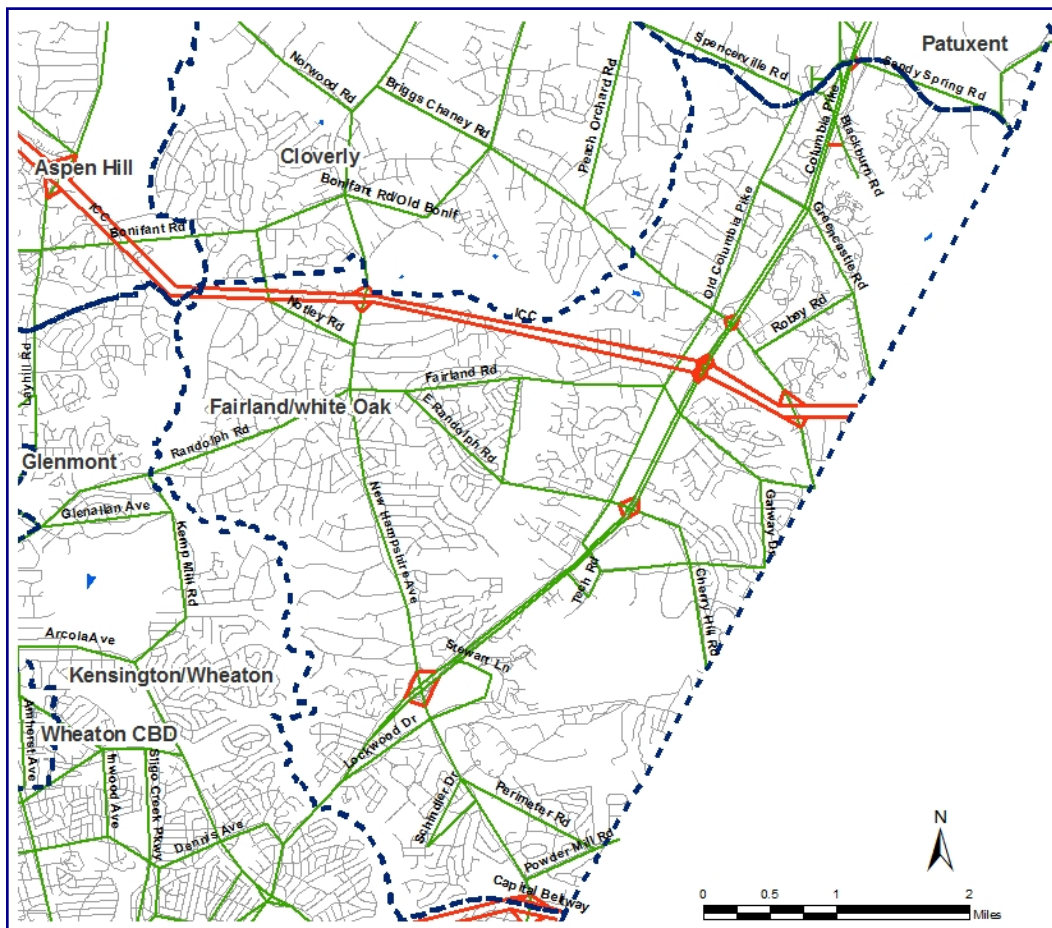 Patuxent
Spencerville Rd
Sandy Spring Rd
Norwood Rd
Briggs Chaney Rd
Peech Orchard Rd
Columbia Pike
Blackburn Rd
Cloverly
Aspen Hill
Bonifant Rd/Old Bonif
ICC
Bonifant Rd
Old Columbia Pike
Greencastle Rd
Notley Rd
ICC
Robey Rd
Layhill Rd
Fairland Rd
Fairland/white Oak
E Randolph Rd
Randolph Rd
Glenmont
Glenallan Ave
Kemp Mill Rd
New Hampshire Ave
Galway Dr
Tech Rd
Cherry Hill Rd
Arcola Ave
Stewart Ln
Kensington/Wheaton
Amherst Ave
Wheaton CBD
Lockwood Dr
Inwood Ave
Sligo Creek Pkwy
Dennis Ave
Schindler Dr
Perimeter Rd
Powder Mill Rd
Capital Beltway
N
0 0.5 1 2
Miles